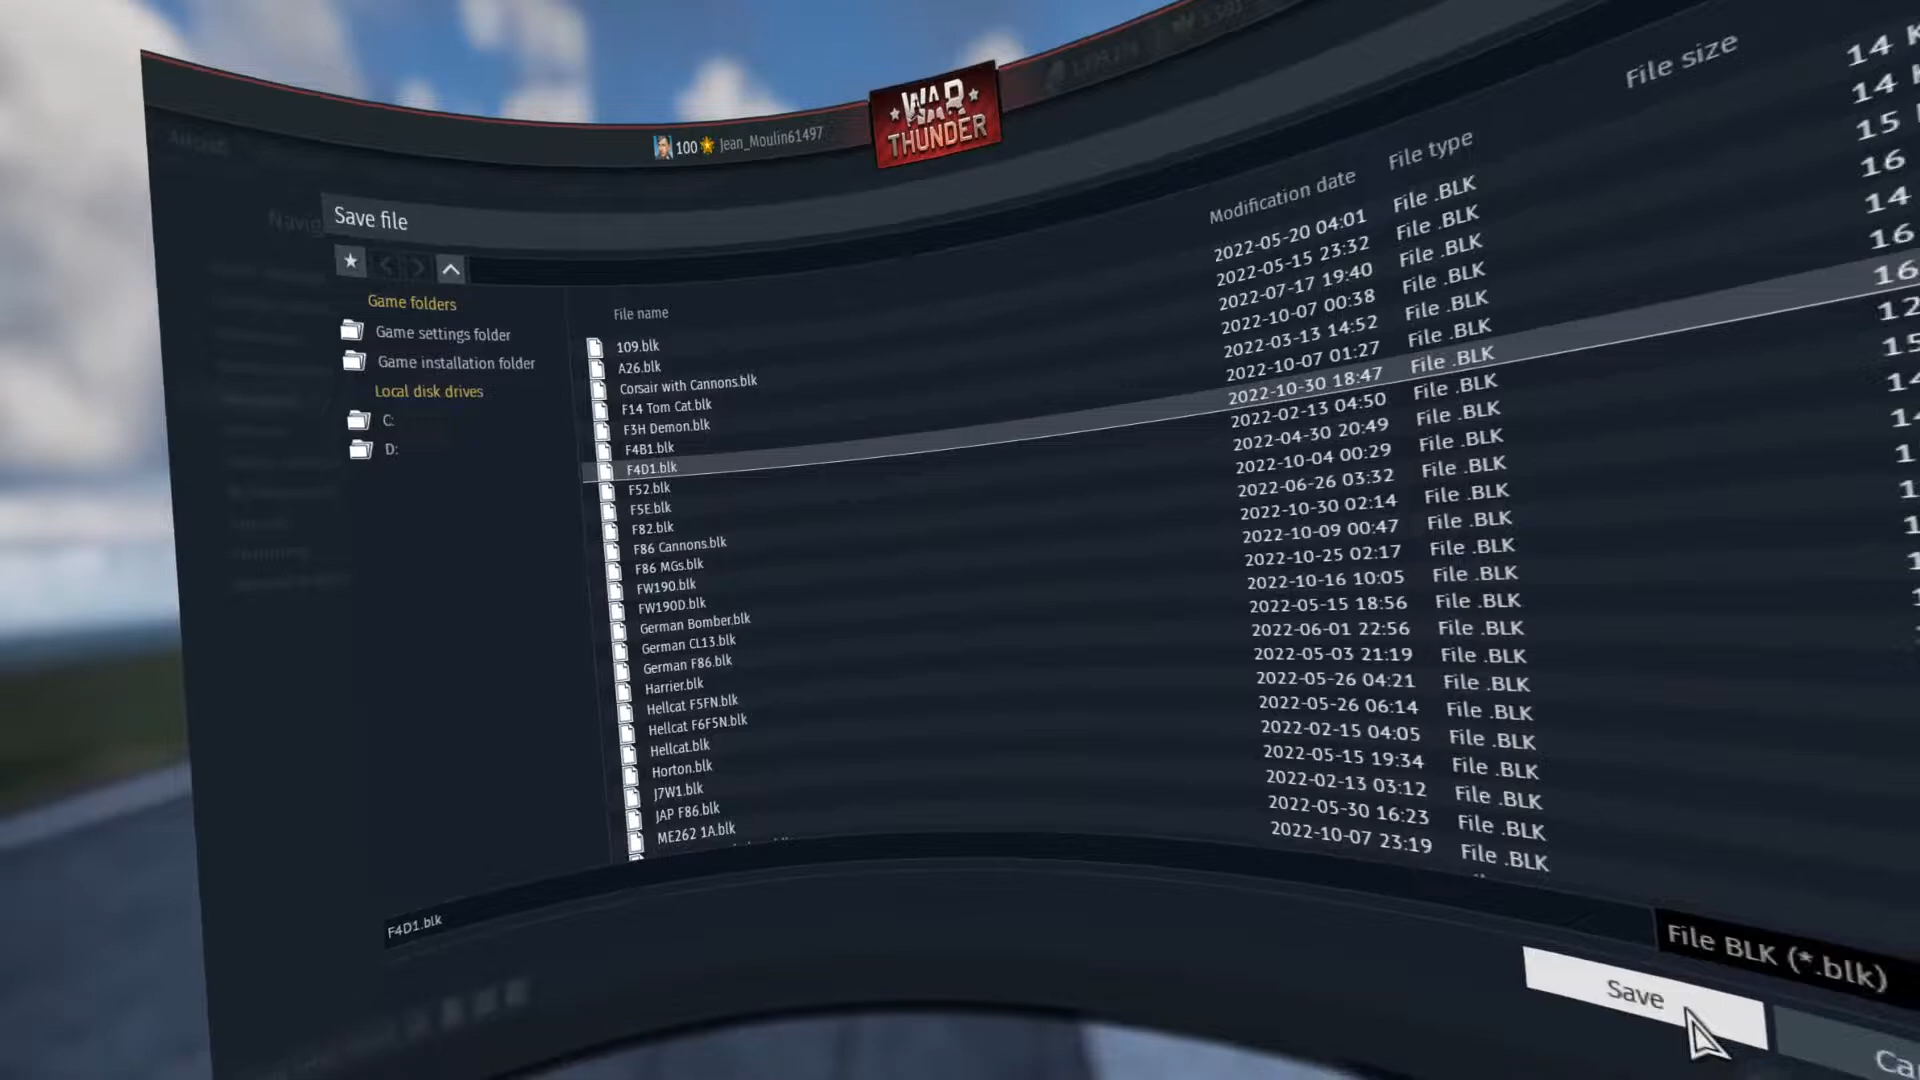 WAR
THUNDER
100 Jean_Moulin61497
Save file
Game folders
Game settings folder
Game installation folder
Local disk drives
C:
D:
File name
Modification date
File type
File size
109.blk
A26.blk
Corsair with Cannons.blk
F14 Tom Cat.blk
F3H Demon.blk
F4B1.blk
F4D1.blk
F52.blk
F5E.blk
F82.blk
F86 Cannons.blk
F86 MGs.blk
FW190.blk
FW190D.blk
German Bomber.blk
German CL13.blk
German F86.blk
Harrier.blk
Hellcat F5FN.blk
Hellcat F6F5N.blk
Hellcat.blk
Horton.blk
J7W1.blk
JAP F86.blk
ME262 1A.blk
2022-05-20 04:01 File .BLK 14 K
2022-05-15 23:32 File .BLK 14
2022-07-17 19:40 File .BLK 15
2022-10-07 00:38 File .BLK 16
2022-03-13 14:52 File .BLK 14
2022-10-07 01:27 File .BLK 16
2022-10-30 18:47 File .BLK 16
2022-02-13 04:50 File .BLK 12
2022-04-30 20:49 File .BLK 15
2022-10-04 00:29 File .BLK 14
2022-06-26 03:32 File .BLK
2022-10-30 02:14 File .BLK
2022-10-09 00:47 File .BLK
2022-10-25 02:17 File .BLK
2022-10-16 10:05 File .BLK
2022-05-15 18:56 File .BLK
2022-06-01 22:56 File .BLK
2022-05-03 21:19 File .BLK
2022-05-26 04:21 File .BLK
2022-05-26 06:14 File .BLK
2022-02-15 04:05 File .BLK
2022-05-15 19:34 File .BLK
2022-02-13 03:12 File .BLK
2022-05-30 16:23 File .BLK
2022-10-07 23:19 File .BLK
F4D1.blk
File BLK (*.blk)
Save
Ca